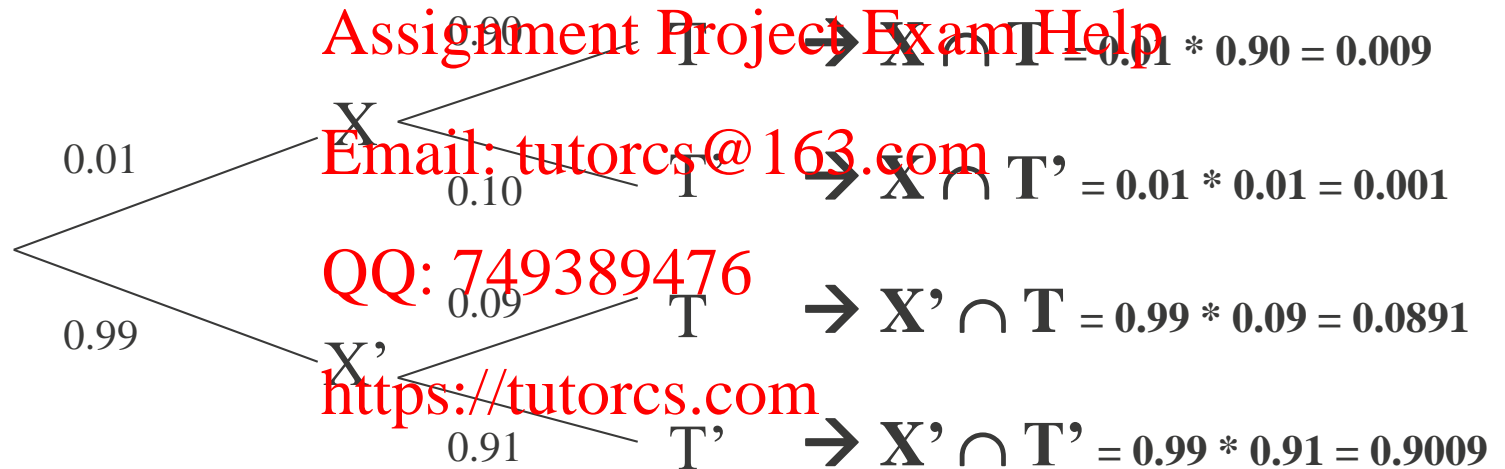 Assignment Project Exam Help
0.90 T → X ∩ T = 0.01 * 0.90 = 0.009
X
0.01
Email: tutorcs@163.com
0.10 T’ → X ∩ T’ = 0.01 * 0.01 = 0.001
QQ: 749389476
0.09 T → X’ ∩ T = 0.99 * 0.09 = 0.0891
0.99
X’
https://tutorcs.com
0.91 T’ → X’ ∩ T’ = 0.99 * 0.91 = 0.9009